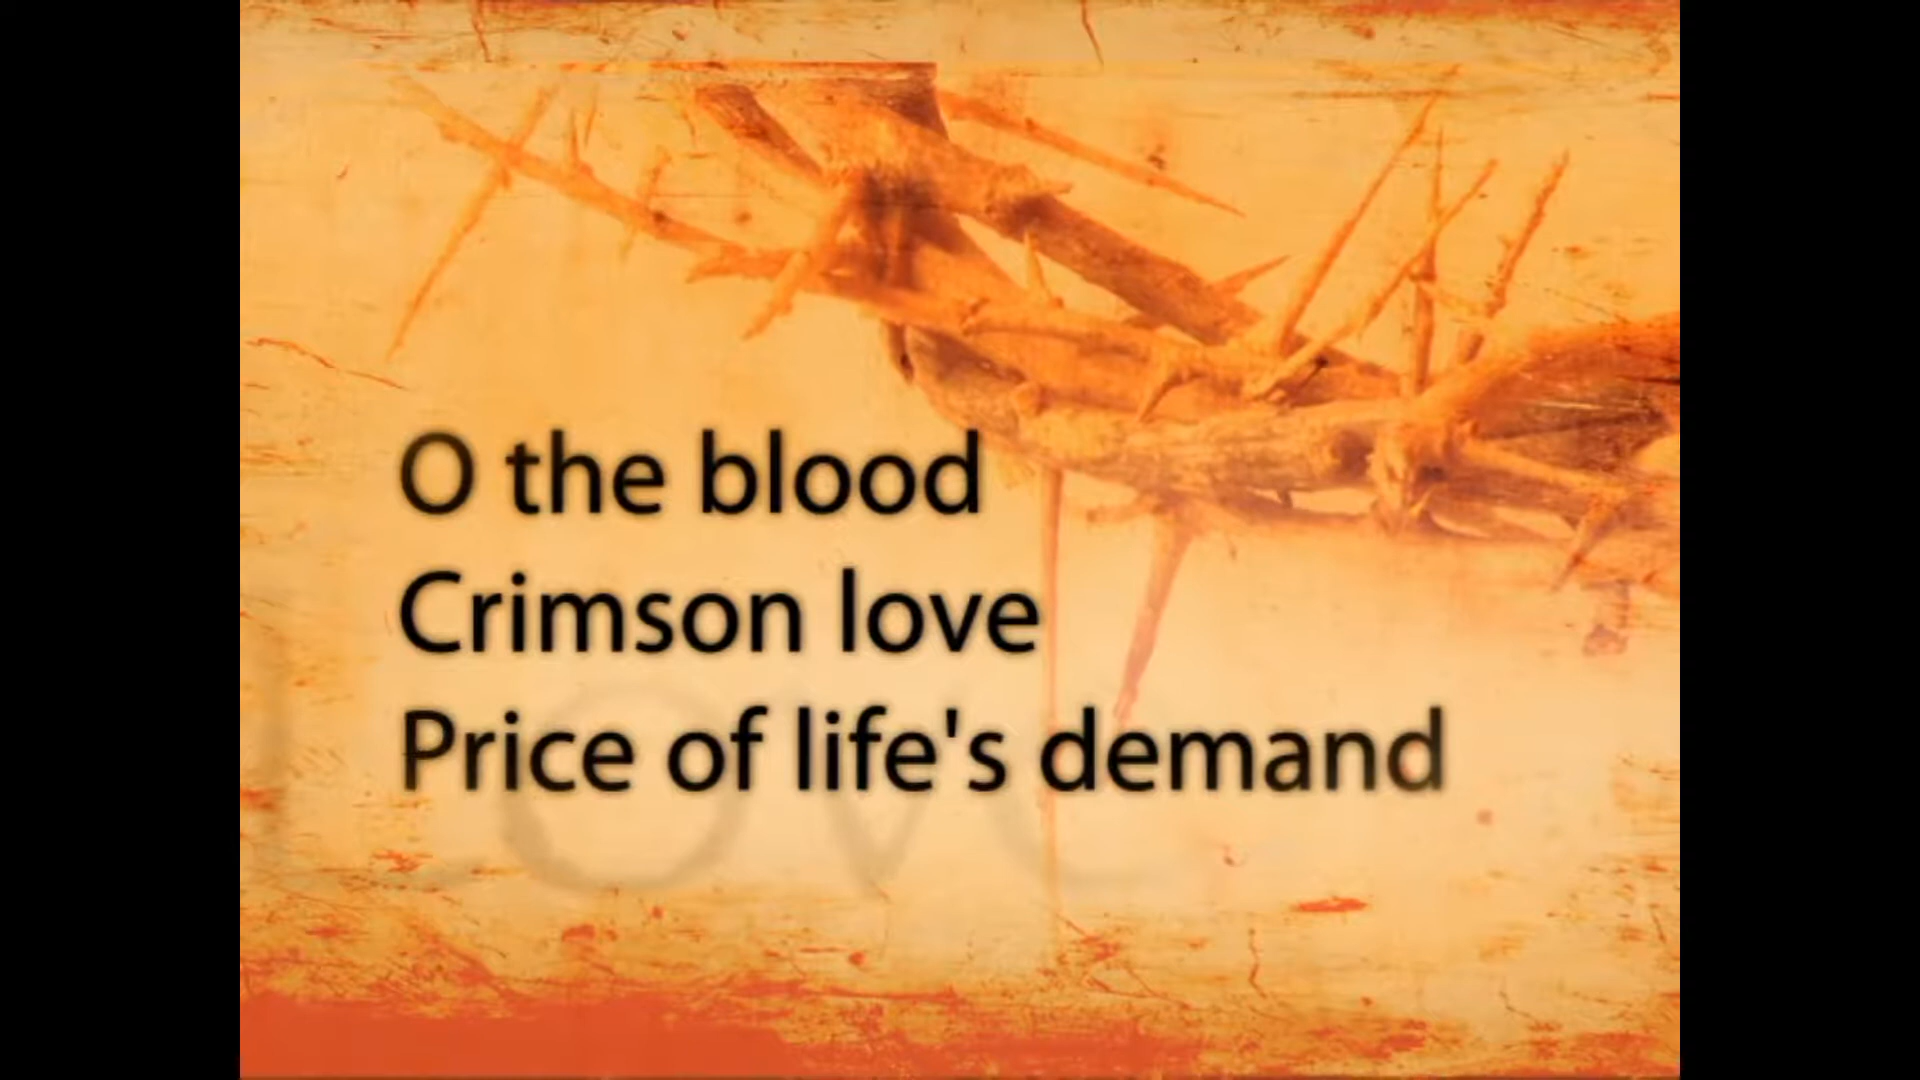 O the blood
Crimson love
Price of life's demand